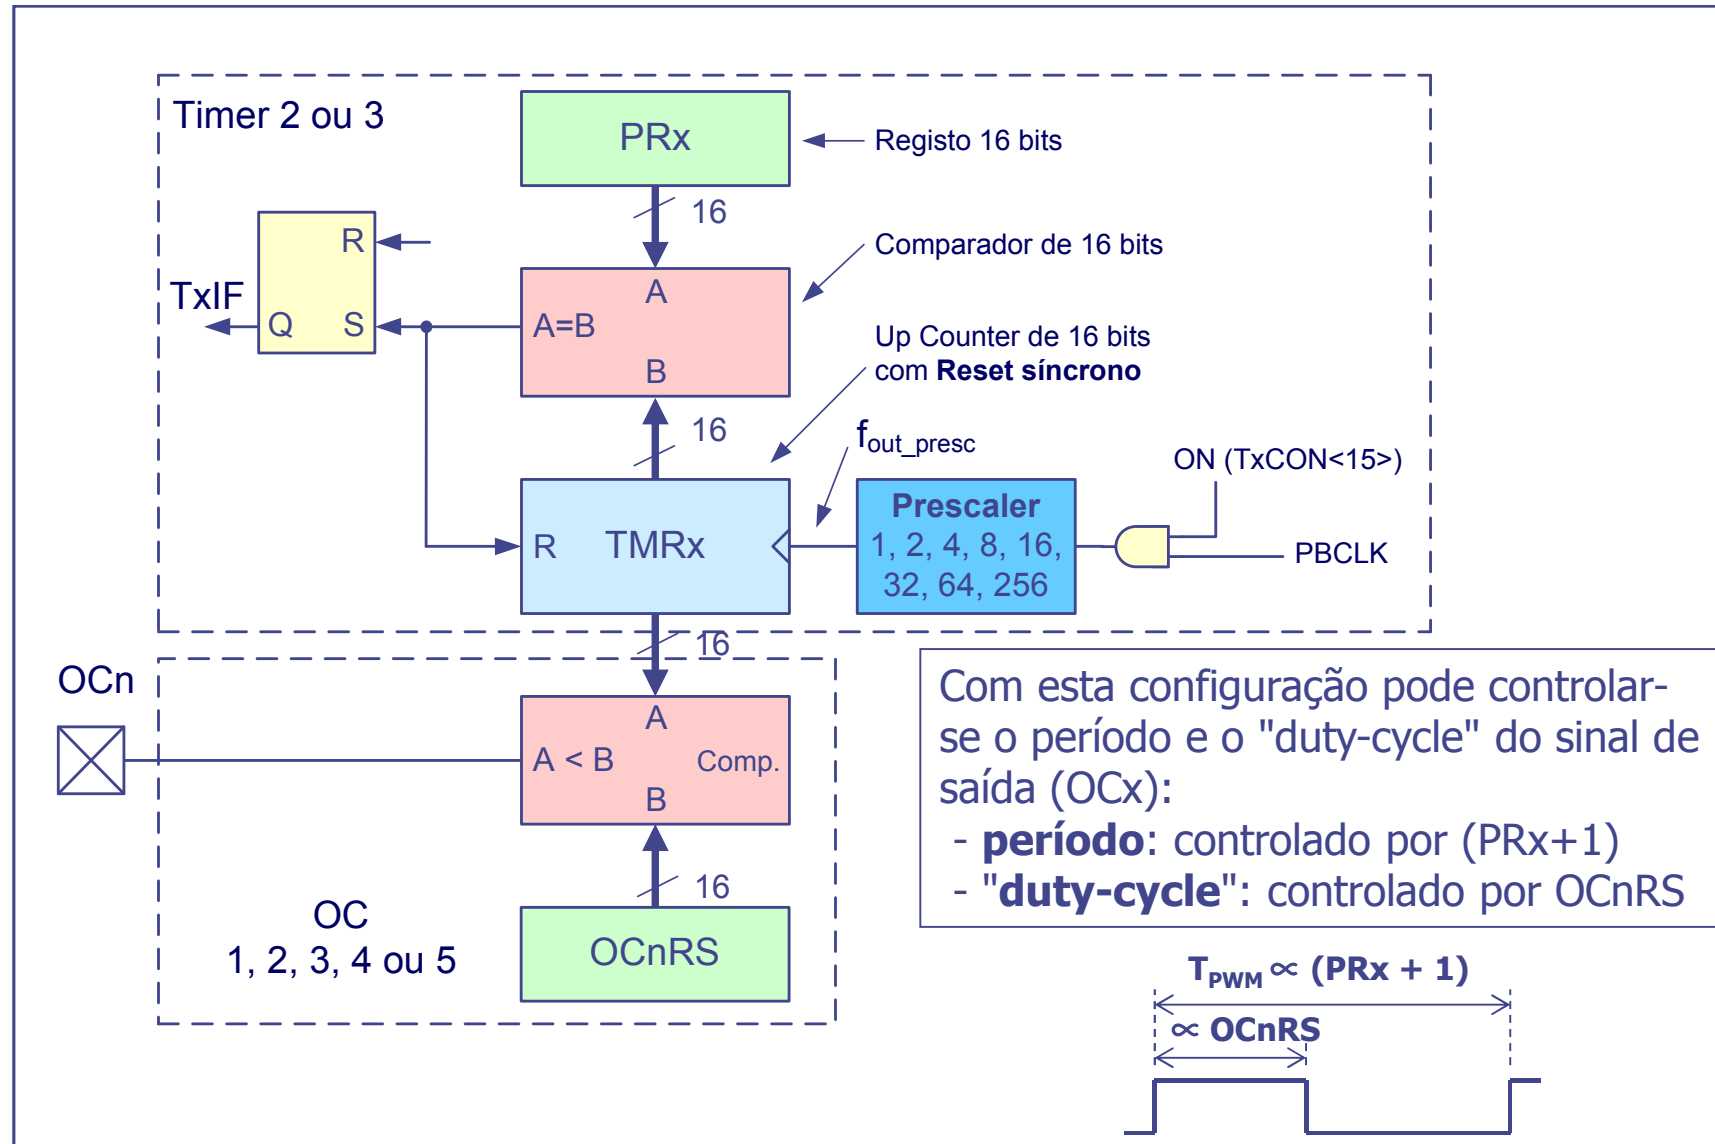 Timer 2 ou 3
PRx
Registo 16 bits
16
R
Comparador de 16 bits
A
TxIF
Q
S
A=B
Up Counter de 16 bits
com Reset síncrono
B
16
fout_presc
ON (TxCON<15>)
Prescaler
1, 2, 4, 8, 16,
32, 64, 256
R
TMRx
PBCLK
16
OCn
A
A < B
Comp.
B
16
OC
1, 2, 3, 4 ou 5
OCnRS
Com esta configuração pode controlar-
se o período e o "duty-cycle" do sinal de
saída (OCx):
- período: controlado por (PRx+1)
- "duty-cycle": controlado por OCnRS
TPWM ∝ (PRx + 1)
∝ OCnRS